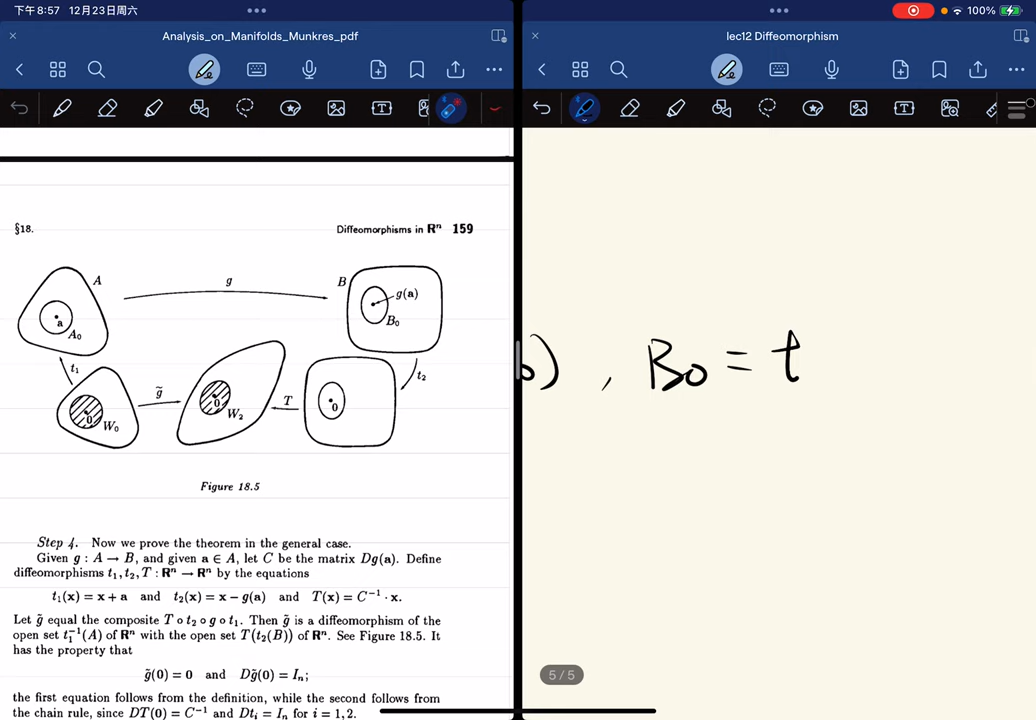 下午8:57 12月23日周六
100%
Analysis_on_Manifolds_Munkres_pdf
lec12 Diffeomorphism
§18. Diffeomorphisms in Rⁿ 159
A
g
B
g(a)
a
A₀
B₀
t₁
t₂
g̃
T
0
W₀
0
W₂
0
Figure 18.5
Step 4. Now we prove the theorem in the general case.
Given g : A → B, and given a ∈ A, let C be the matrix Dg(a). Define
diffeomorphisms t₁, t₂, T : Rⁿ → Rⁿ by the equations
t₁(x) = x + a and t₂(x) = x − g(a) and T(x) = C⁻¹ · x.
Let g̃ equal the composite T ∘ t₂ ∘ g ∘ t₁. Then g̃ is a diffeomorphism of the
open set t₁⁻¹(A) of Rⁿ with the open set T(t₂(B)) of Rⁿ. See Figure 18.5. It
has the property that
g̃(0) = 0 and Dg̃(0) = Iₙ;
the first equation follows from the definition, while the second follows from
the chain rule, since DT(0) = C⁻¹ and Dtᵢ = Iₙ for i = 1, 2.
) , B₀ = t
5 / 5